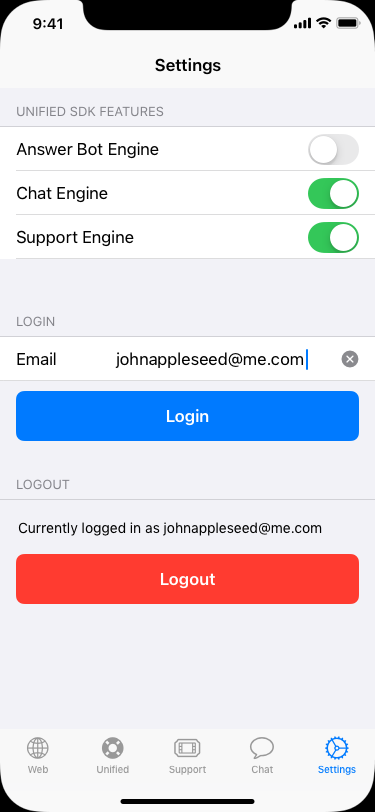 9:41
Settings
UNIFIED SDK FEATURES
Answer Bot Engine
Chat Engine
Support Engine
LOGIN
Email johnappleseed@me.com
Login
LOGOUT
Currently logged in as johnappleseed@me.com
Logout
Web Unified Support Chat Settings